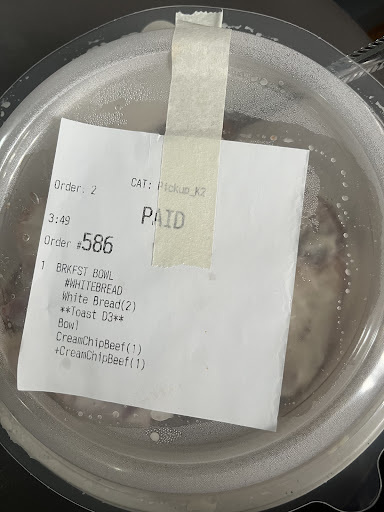 Order: 2 CAT: Pickup_K2
3:49 PAID
Order #586
1 BRKFST BOWL
#WHITEBREAD
White Bread(2)
**Toast D3**
Bowl
CreamChipBeef(1)
+CreamChipBeef(1)